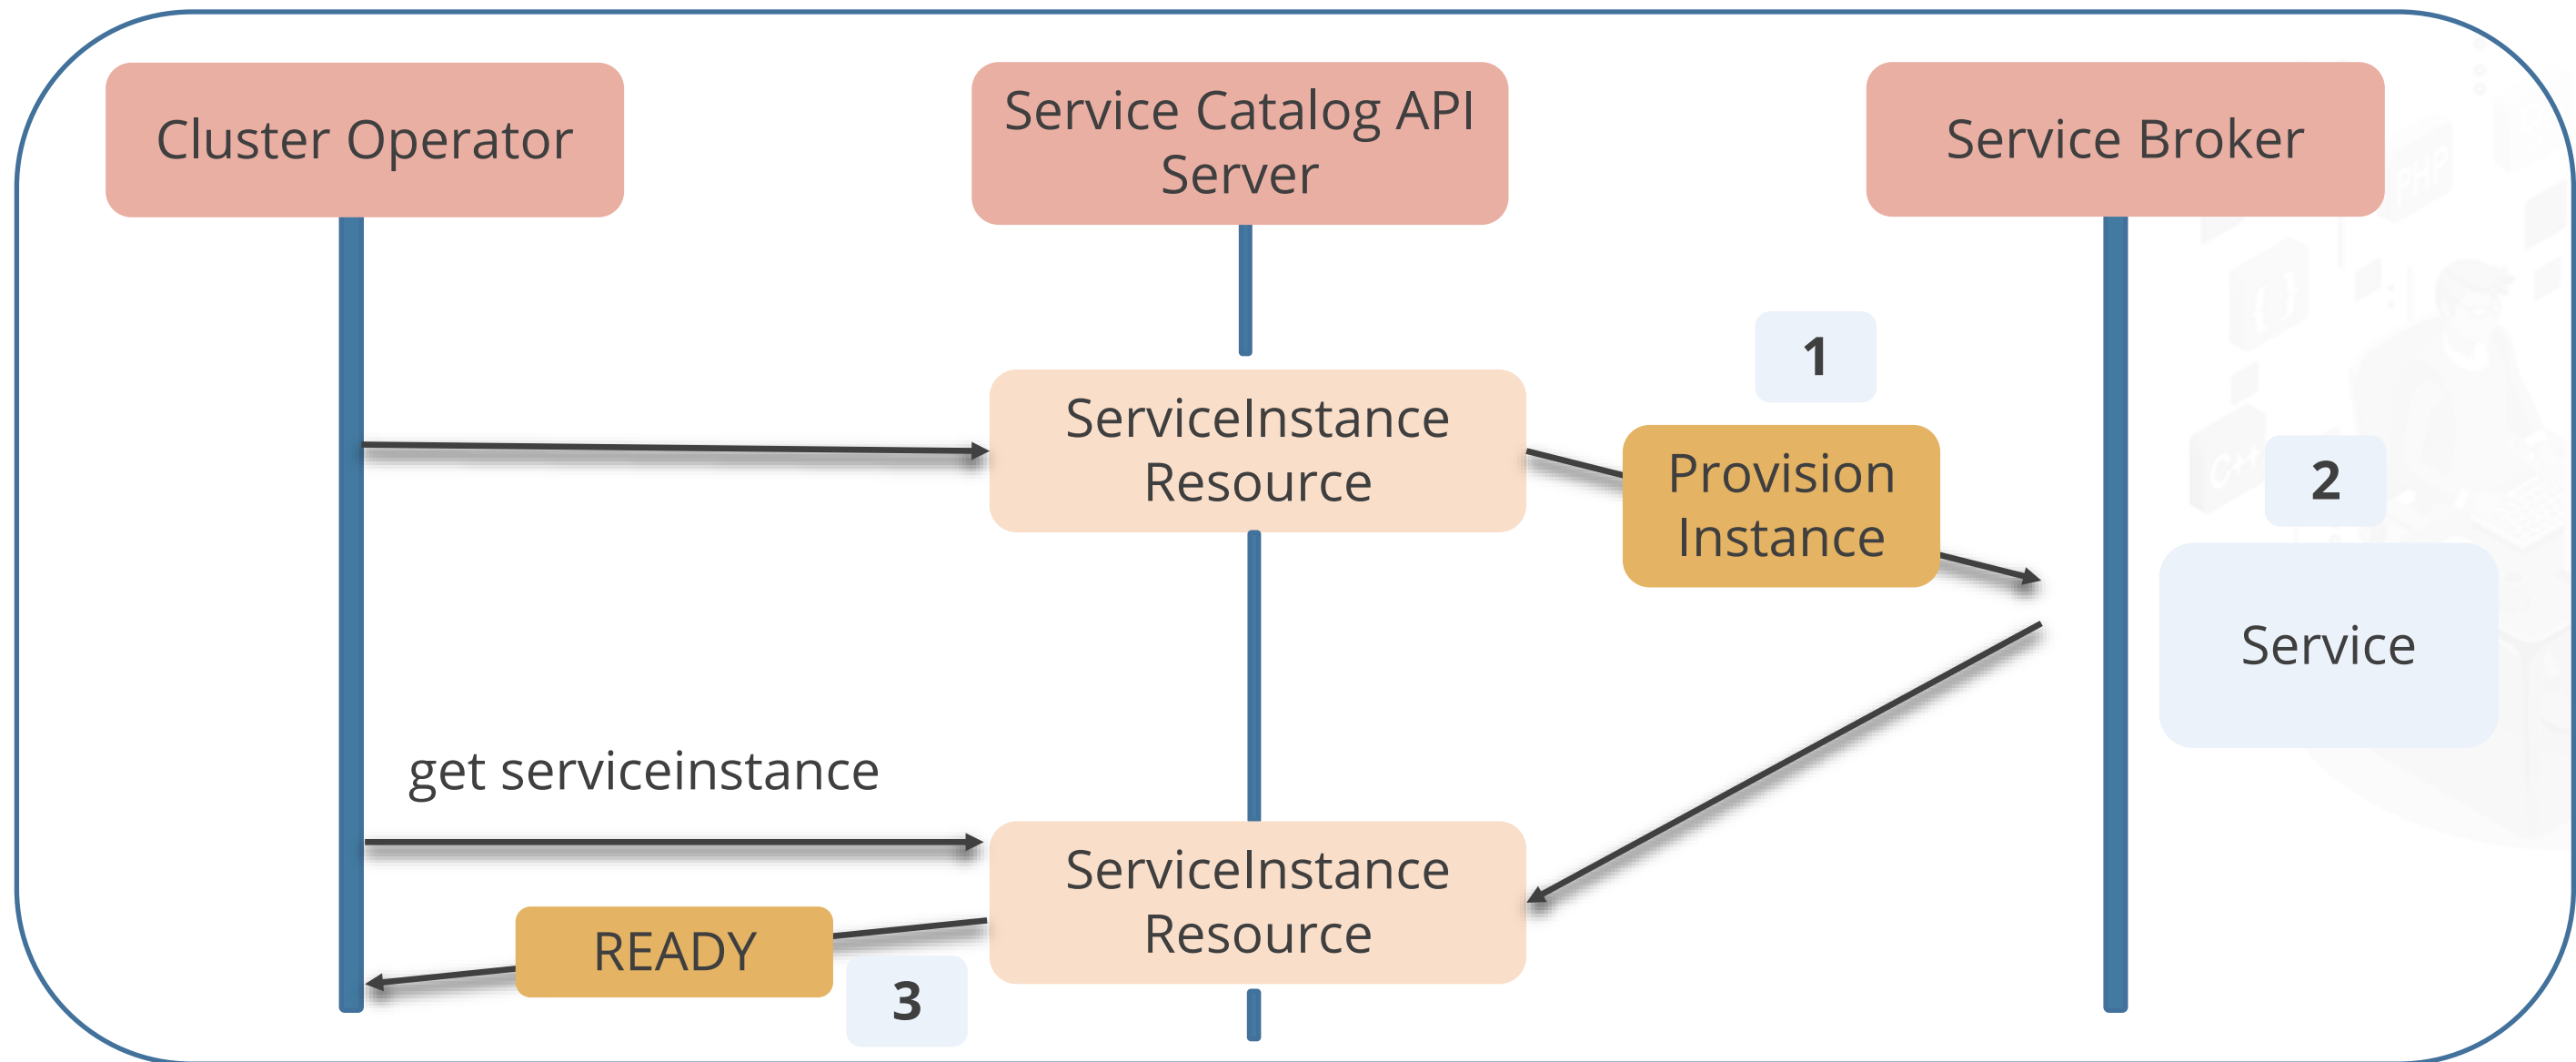 Cluster Operator
Service Catalog API
Server
Service Broker
1
ServiceInstance
Resource
Provision
Instance
2
Service
get serviceinstance
ServiceInstance
Resource
READY
3
PHP
{ }
C++